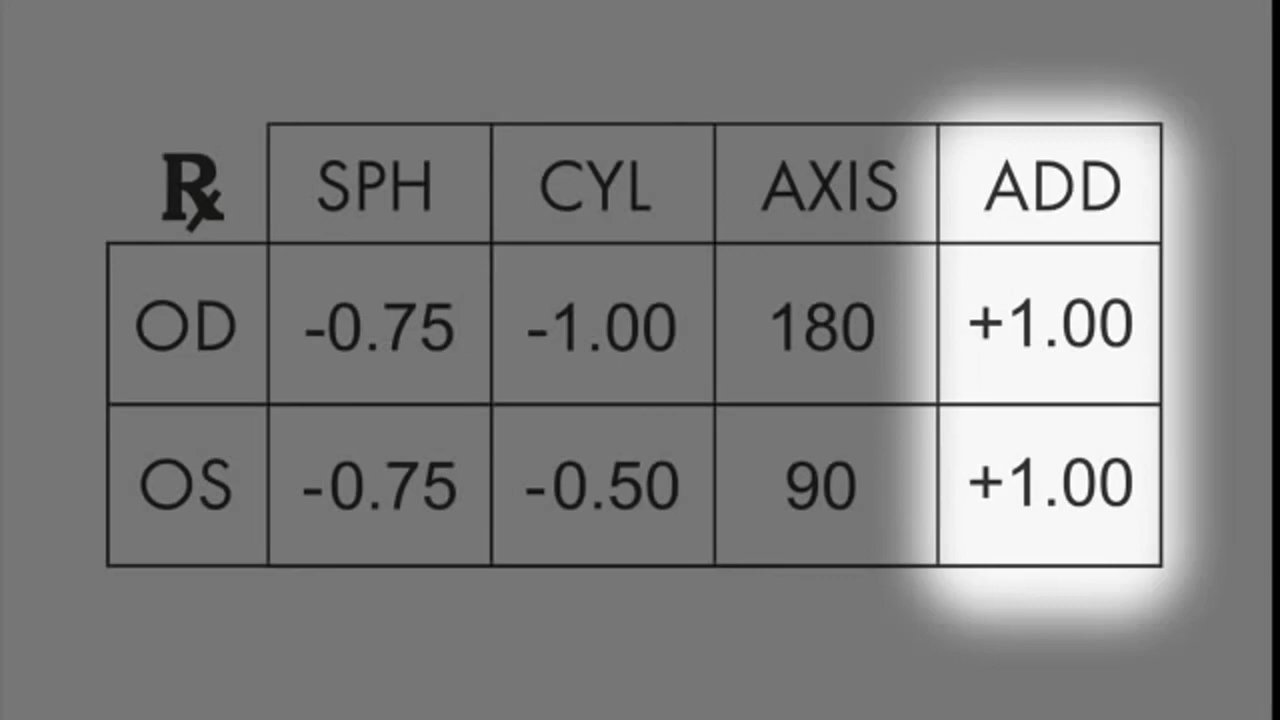 ℞ SPH CYL AXIS ADD
OD -0.75 -1.00 180 +1.00
OS -0.75 -0.50 90 +1.00